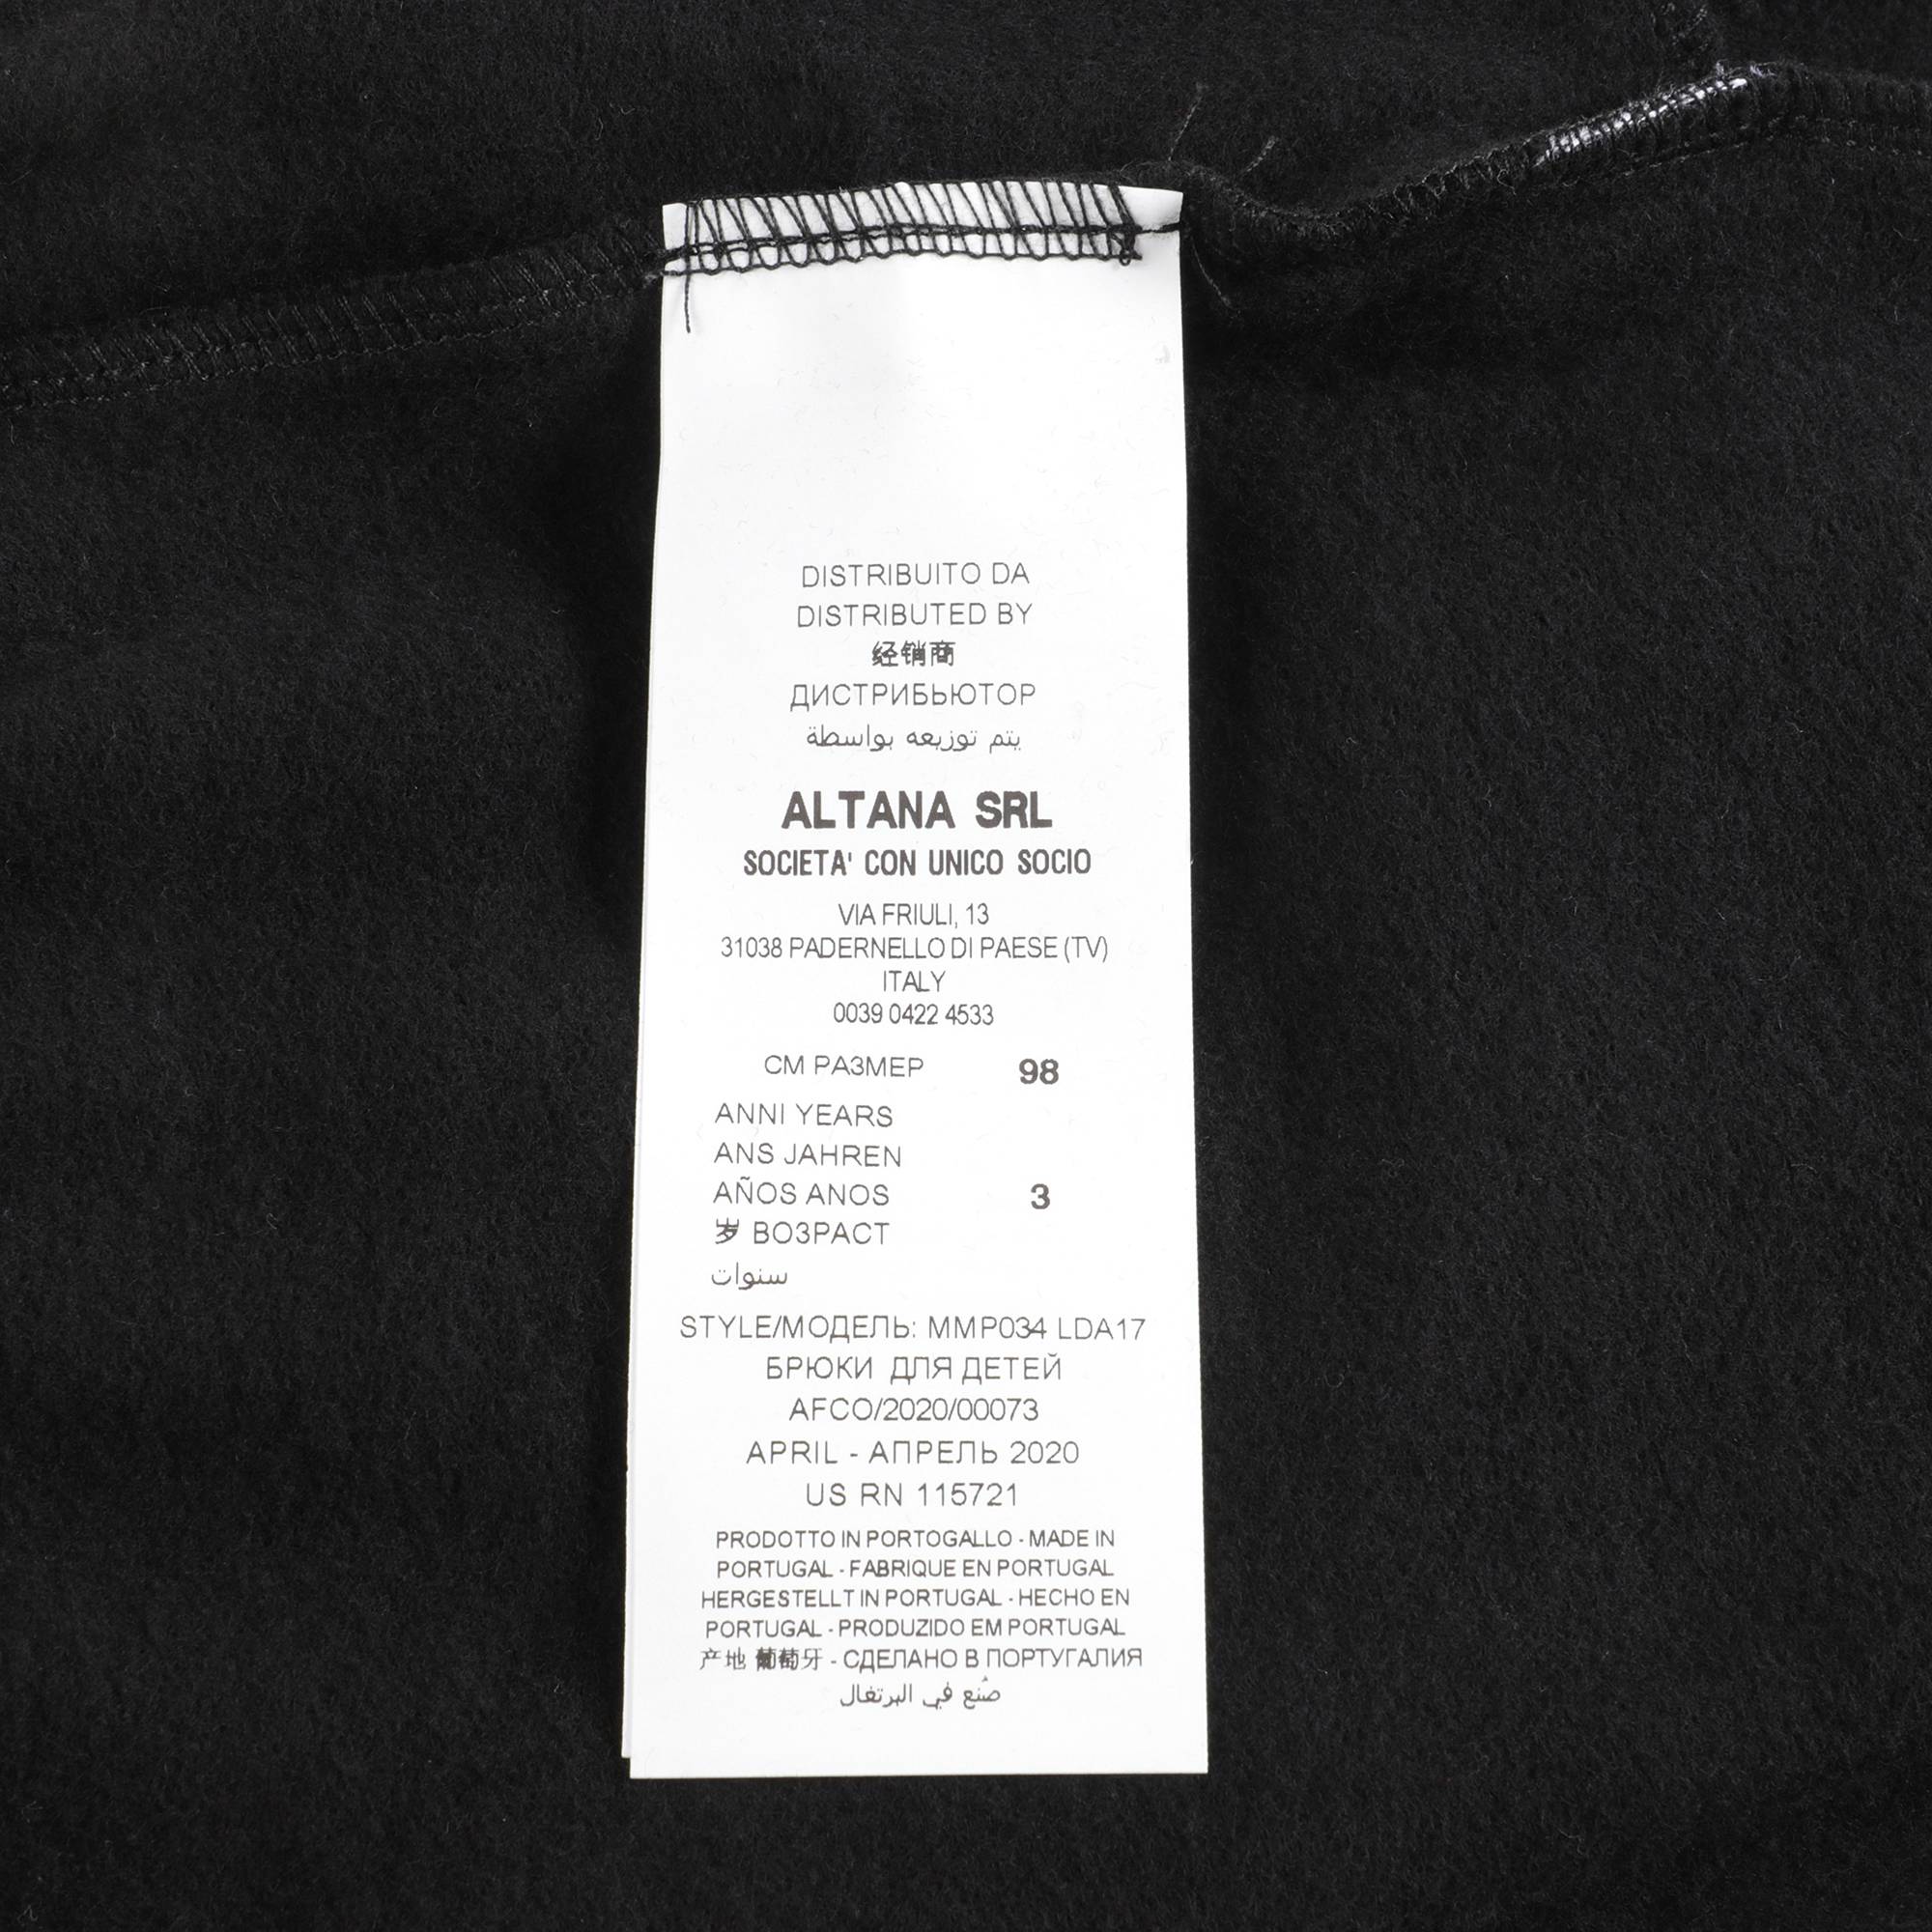 DISTRIBUITO DA
DISTRIBUTED BY
经销商
ДИСТРИБЬЮТОР
يتم توزيعه بواسطة
ALTANA SRL
SOCIETA' CON UNICO SOCIO
VIA FRIULI, 13
31038 PADERNELLO DI PAESE (TV)
ITALY
0039 0422 4533
СМ РАЗМЕР 98
ANNI YEARS
ANS JAHREN
AÑOS ANOS 3
岁 ВОЗРАСТ
سنوات
STYLE/МОДЕЛЬ: MMP034 LDA17
БРЮКИ ДЛЯ ДЕТЕЙ
AFCO/2020/00073
APRIL - АПРЕЛЬ 2020
US RN 115721
PRODOTTO IN PORTOGALLO - MADE IN
PORTUGAL - FABRIQUE EN PORTUGAL
HERGESTELLT IN PORTUGAL - HECHO EN
PORTUGAL - PRODUZIDO EM PORTUGAL
产地 葡萄牙 - СДЕЛАНО В ПОРТУГАЛИЯ
صُنع في البرتغال